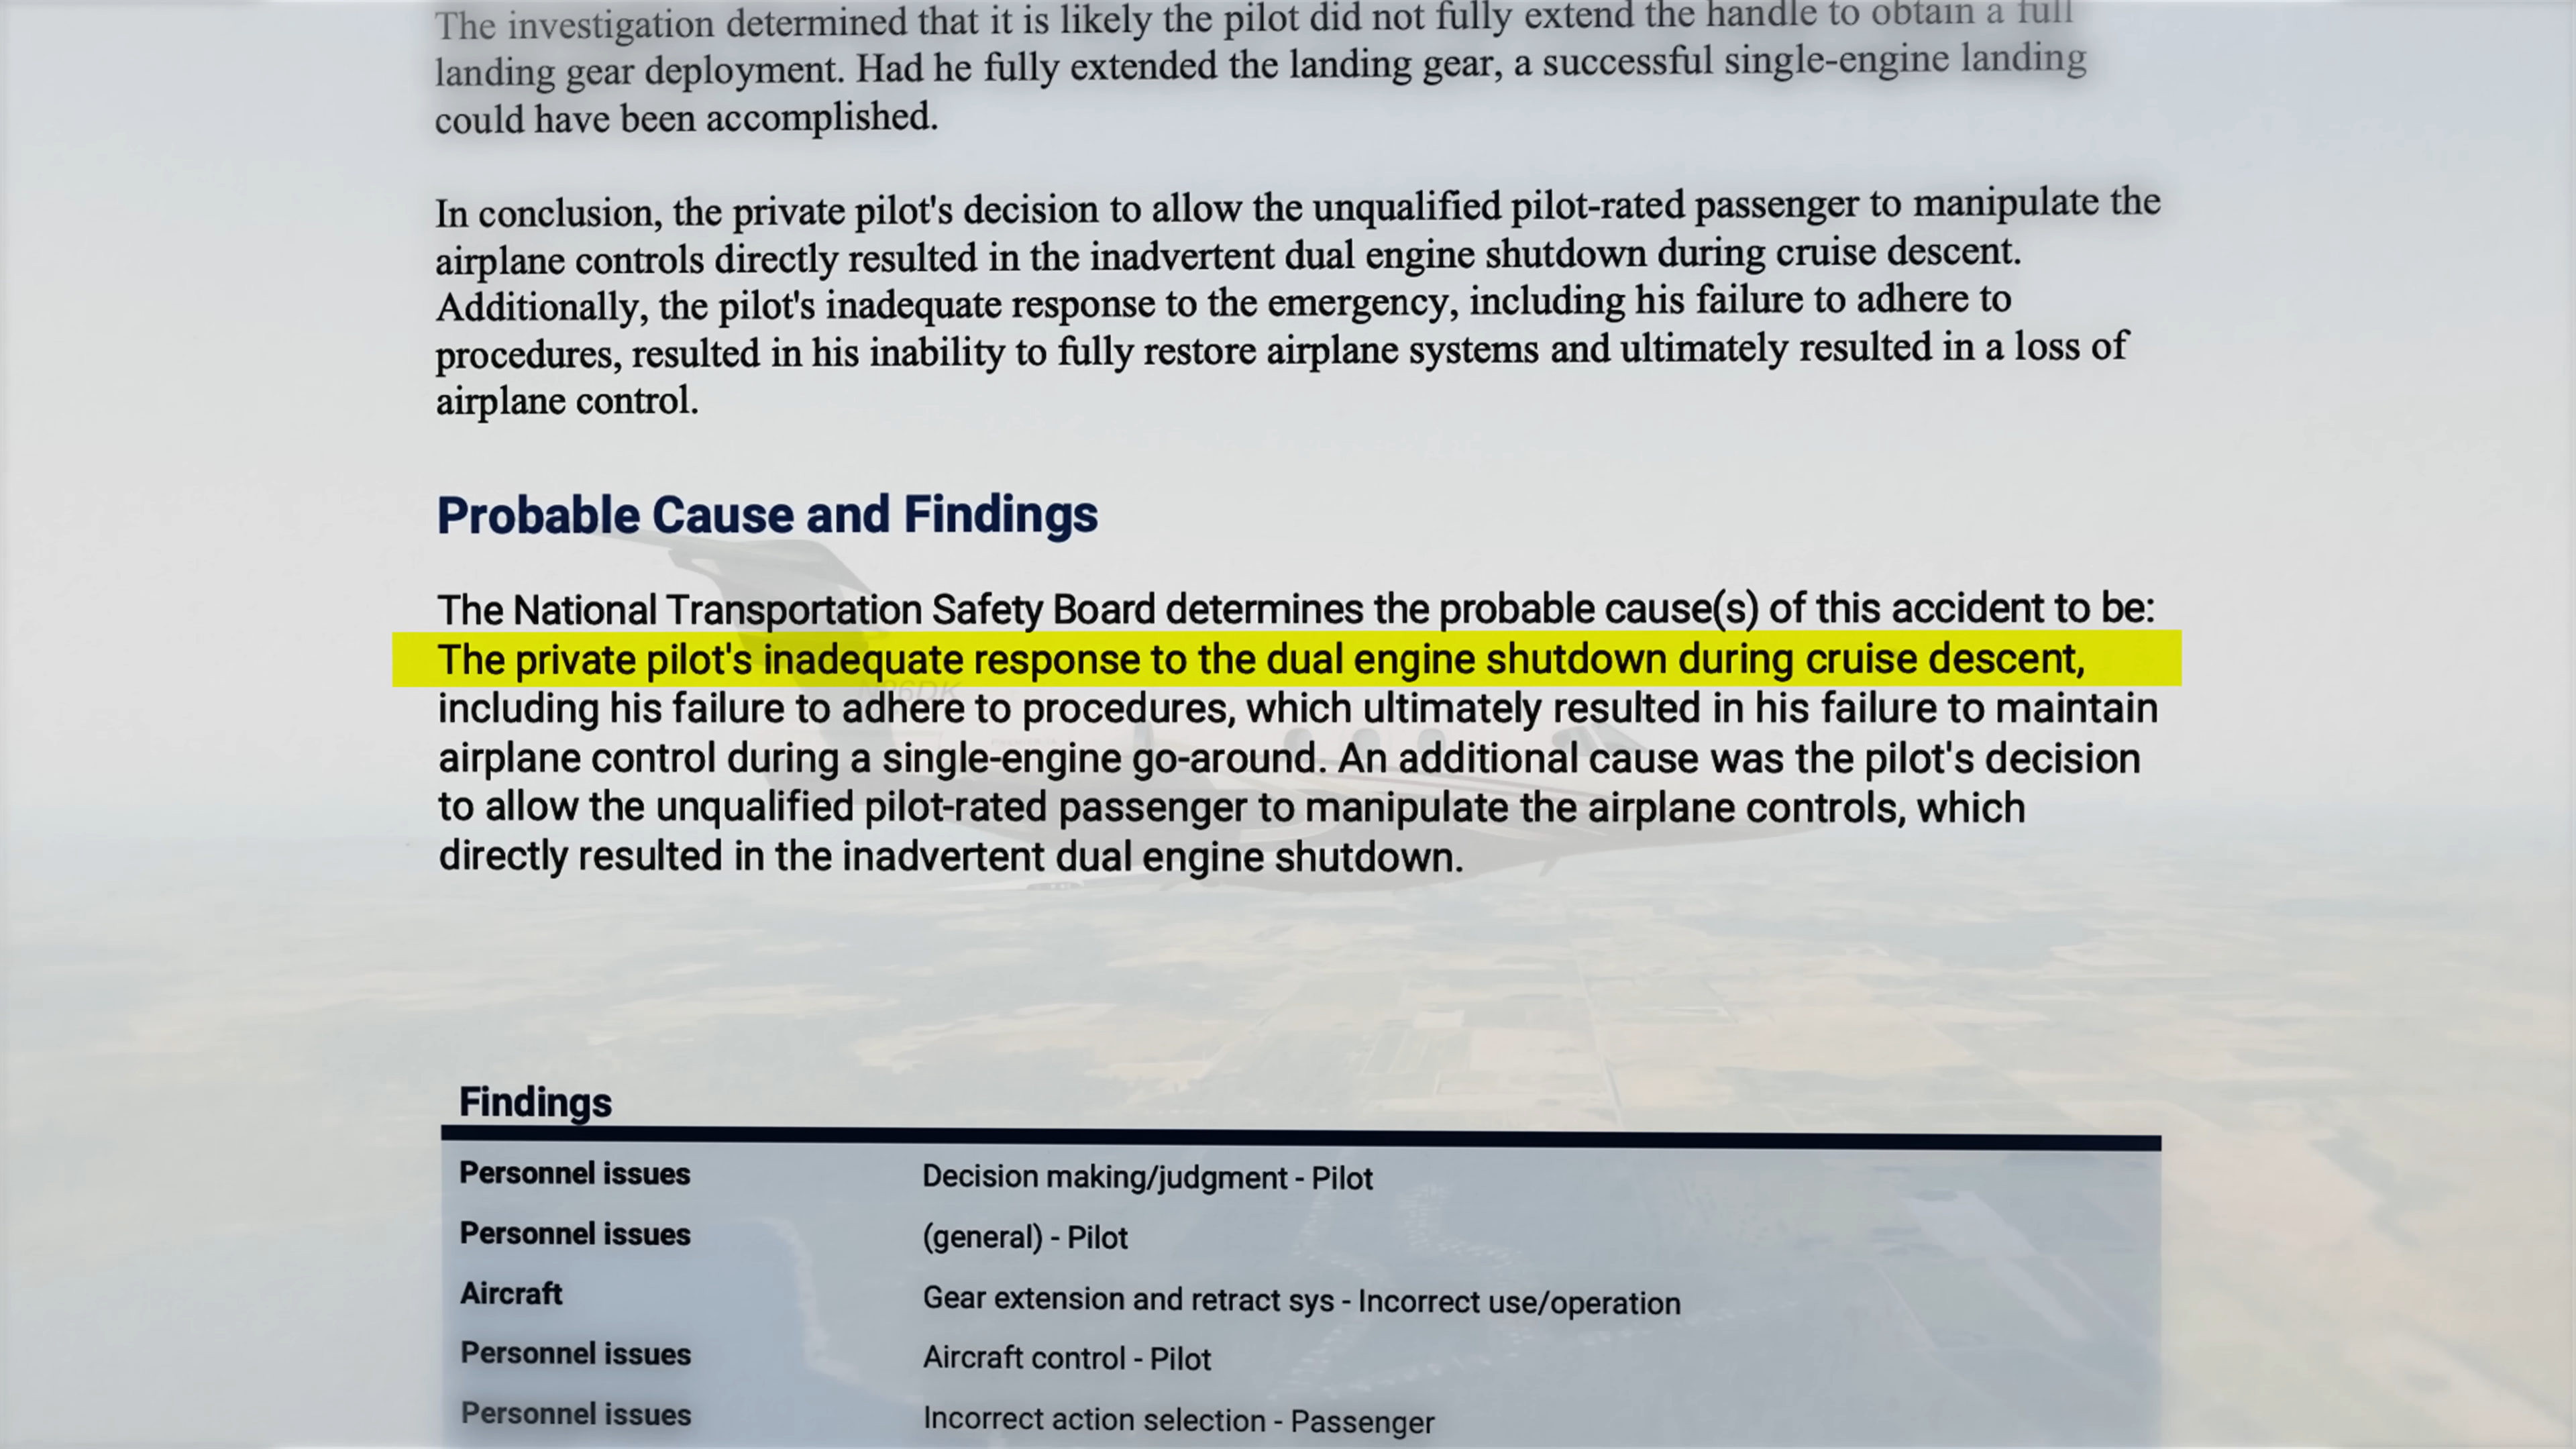 The investigation determined that it is likely the pilot did not fully extend the handle to obtain a full
landing gear deployment. Had he fully extended the landing gear, a successful single-engine landing
could have been accomplished.
In conclusion, the private pilot's decision to allow the unqualified pilot-rated passenger to manipulate the
airplane controls directly resulted in the inadvertent dual engine shutdown during cruise descent.
Additionally, the pilot's inadequate response to the emergency, including his failure to adhere to
procedures, resulted in his inability to fully restore airplane systems and ultimately resulted in a loss of
airplane control.
Probable Cause and Findings
The National Transportation Safety Board determines the probable cause(s) of this accident to be:
The private pilot's inadequate response to the dual engine shutdown during cruise descent,
including his failure to adhere to procedures, which ultimately resulted in his failure to maintain
airplane control during a single-engine go-around. An additional cause was the pilot's decision
to allow the unqualified pilot-rated passenger to manipulate the airplane controls, which
directly resulted in the inadvertent dual engine shutdown.
Findings
Personnel issues Decision making/judgment - Pilot
Personnel issues (general) - Pilot
Aircraft Gear extension and retract sys - Incorrect use/operation
Personnel issues Aircraft control - Pilot
Personnel issues Incorrect action selection - Passenger